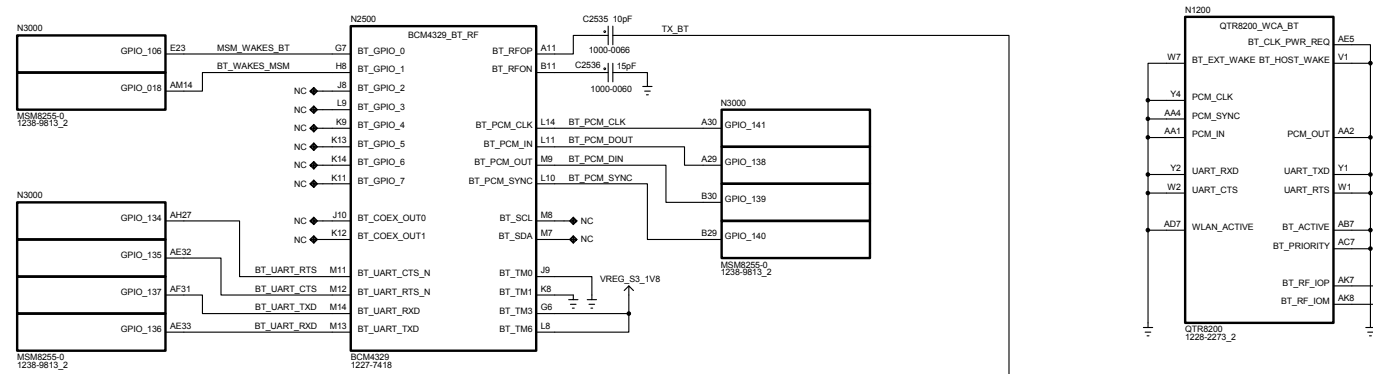 N3000
GPIO_106 E23 MSM_WAKES_BT G7
GPIO_018 AM14 BT_WAKES_MSM H8
MSM8255-0
1238-9813_2
N2500
BCM4329_BT_RF
BT_GPIO_0
BT_GPIO_1
NC J8 BT_GPIO_2
NC L9 BT_GPIO_3
NC K9 BT_GPIO_4
NC K13 BT_GPIO_5
NC K14 BT_GPIO_6
NC K11 BT_GPIO_7
NC J10 BT_COEX_OUT0
NC K12 BT_COEX_OUT1
BT_UART_CTS_N
BT_UART_RTS_N
BT_UART_RXD
BT_UART_TXD
BT_RFOP A11
BT_RFON B11
BT_PCM_CLK L14 BT_PCM_CLK A30
BT_PCM_IN L11 BT_PCM_DOUT A29
BT_PCM_OUT M9 BT_PCM_DIN B30
BT_PCM_SYNC L10 BT_PCM_SYNC B29
BT_SCL M8 NC
BT_SDA M7 NC
BT_TM0 J9
BT_TM1 K8
BT_TM3 G6
BT_TM6 L8
VREG_S3_1V8
BCM4329
1227-7418
N3000
GPIO_134 AH27 BT_UART_RTS M11
GPIO_135 AE32 BT_UART_CTS M12
GPIO_137 AF31 BT_UART_TXD M14
GPIO_136 AE33 BT_UART_RXD M13
MSM8255-0
1238-9813_2
C2535 10pF TX_BT
1000-0066
C2536 15pF
1000-0060
N3000
GPIO_141
GPIO_138
GPIO_139
GPIO_140
MSM8255-0
1238-9813_2
N1200
QTR8200_WCA_BT
BT_CLK_PWR_REQ AE5
W7 BT_EXT_WAKE BT_HOST_WAKE V1
Y4 PCM_CLK
AA4 PCM_SYNC
AA1 PCM_IN PCM_OUT AA2
Y2 UART_RXD UART_TXD Y1
W2 UART_CTS UART_RTS W1
AD7 WLAN_ACTIVE BT_ACTIVE AB7
BT_PRIORITY AC7
BT_RF_IOP AK7
BT_RF_IOM AK8
QTR8200
1228-2273_2